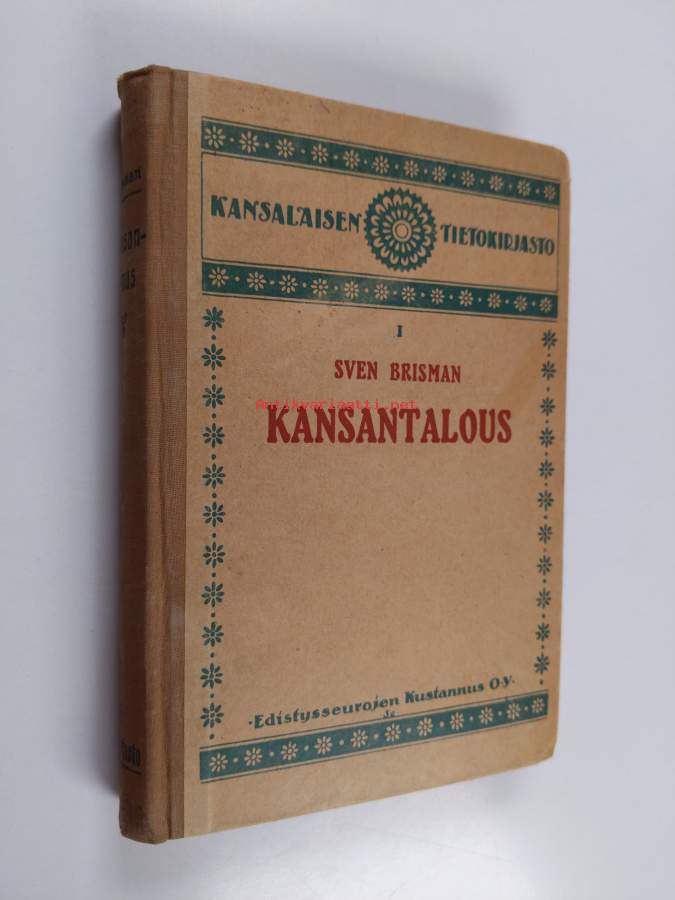 KANSALAISEN TIETOKIRJASTO
I
SVEN BRISMAN
Antikvariaatti.net
KANSANTALOUS
·Edistysseurojen Kustannus O·y·